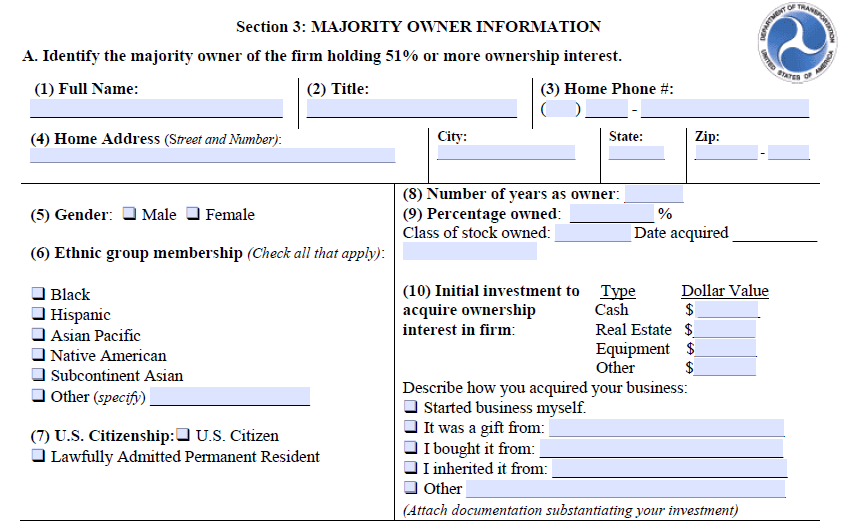 Section 3: MAJORITY OWNER INFORMATION
DEPARTMENT OF TRANSPORTATION
UNITED STATES OF AMERICA
A. Identify the majority owner of the firm holding 51% or more ownership interest.
(1) Full Name:
(2) Title:
(3) Home Phone #:
( ) -
(4) Home Address (Street and Number):
City:
State:
Zip:
-
(5) Gender: Male Female
(6) Ethnic group membership (Check all that apply):
Black
Hispanic
Asian Pacific
Native American
Subcontinent Asian
Other (specify)
(7) U.S. Citizenship: U.S. Citizen
Lawfully Admitted Permanent Resident
(8) Number of years as owner:
(9) Percentage owned: %
Class of stock owned: Date acquired
(10) Initial investment to Type Dollar Value
acquire ownership Cash $
interest in firm: Real Estate $
Equipment $
Other $
Describe how you acquired your business:
Started business myself.
It was a gift from:
I bought it from:
I inherited it from:
Other
(Attach documentation substantiating your investment)